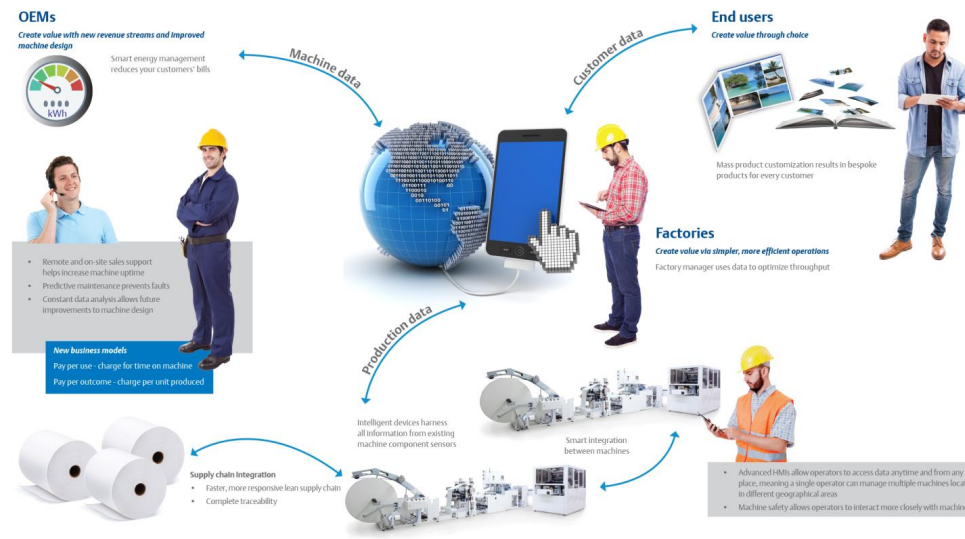 OEMs
Create value with new revenue streams and improved
machine design
Smart energy management
reduces your customers' bills
kWh
Machine data
Customer data
End users
Create value through choice
Mass product customization results in bespoke
products for every customer
Remote and on-site sales support
helps increase machine uptime
Predictive maintenance prevents faults
Constant data analysis allows future
improvements to machine design
New business models
Pay per use - charge for time on machine
Pay per outcome - charge per unit produced
Factories
Create value via simpler, more efficient operations
Factory manager uses data to optimize throughput
Production data
Intelligent devices harness
all information from existing
machine component sensors
Smart integration
between machines
Supply chain integration
Faster, more responsive lean supply chain
Complete traceability
Advanced HMIs allow operators to access data anytime and from any
place, meaning a single operator can manage multiple machines
in different geographical areas
Machine safety allows operators to interact more closely with